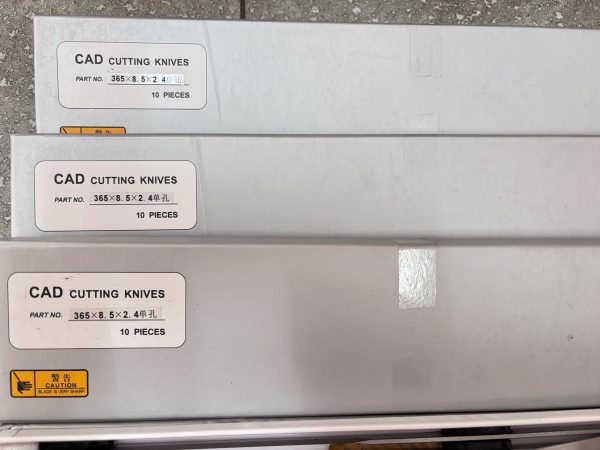 CAD CUTTING KNIVES
PART NO. 365×8.5×2.4单孔
10 PIECES
警告
CAD CUTTING KNIVES
PART NO. 365×8.5×2.4单孔
10 PIECES
CAD CUTTING KNIVES
PART NO. 365×8.5×2.4单孔
10 PIECES
警告
CAUTION
BLADE IS VERY SHARP